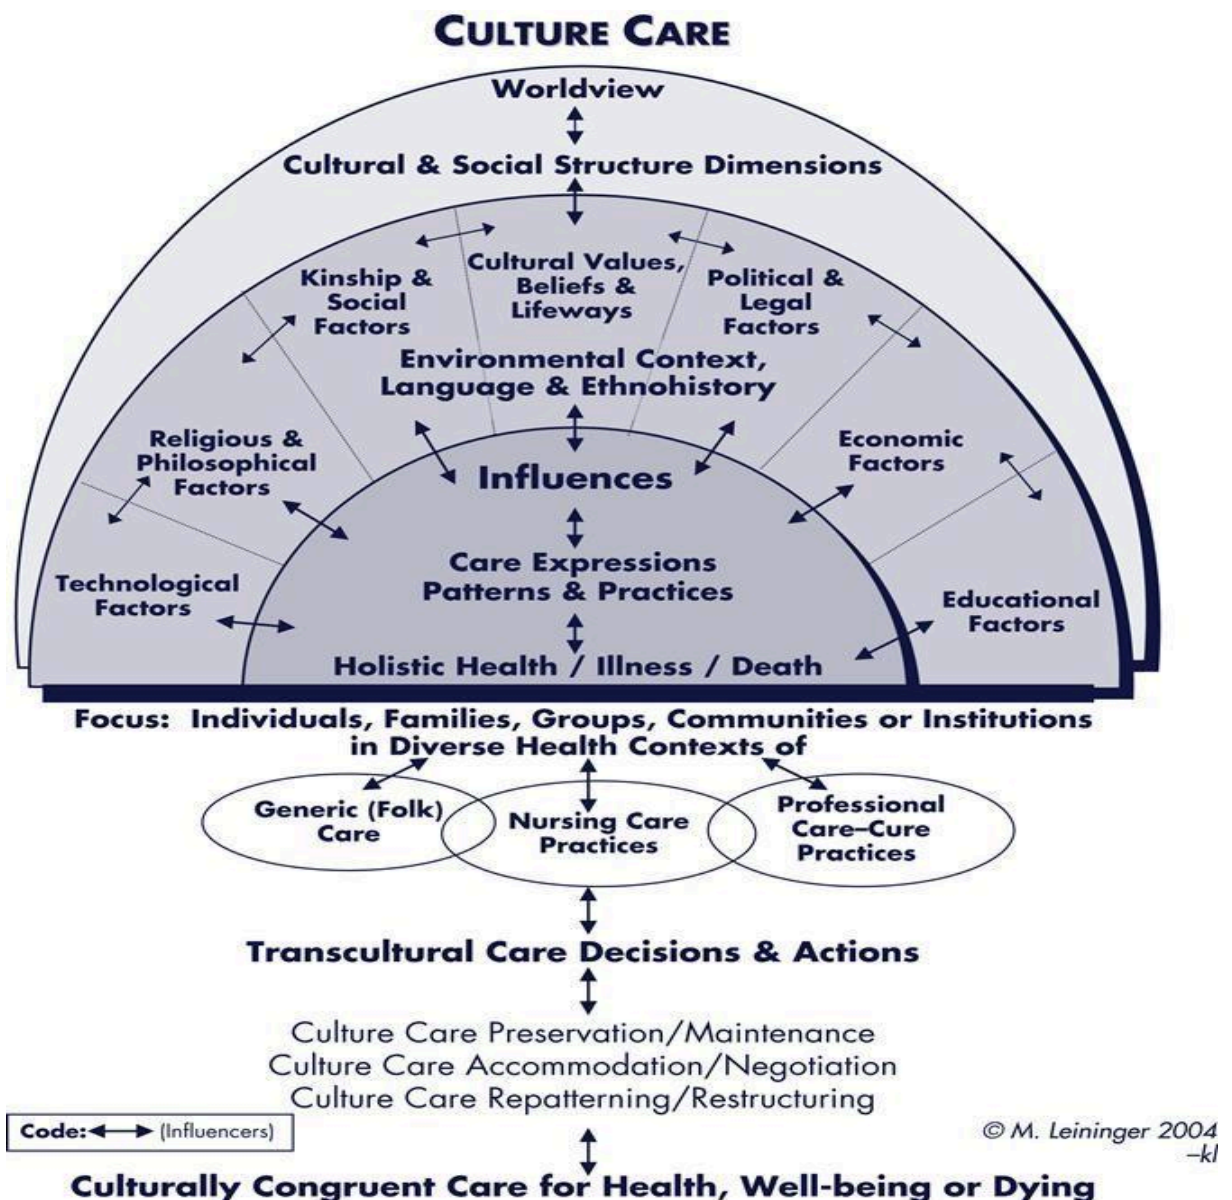 CULTURE CARE
Worldview
Cultural & Social Structure Dimensions
Kinship &
Social
Factors
Cultural Values,
Beliefs &
Lifeways
Political &
Legal
Factors
Environmental Context,
Language & Ethnohistory
Religious &
Philosophical
Factors
Economic
Factors
Influences
Technological
Factors
Care Expressions
Patterns & Practices
Educational
Factors
Holistic Health / Illness / Death
Focus: Individuals, Families, Groups, Communities or Institutions
in Diverse Health Contexts of
Generic (Folk)
Care
Nursing Care
Practices
Professional
Care–Cure
Practices
Transcultural Care Decisions & Actions
Culture Care Preservation/Maintenance
Culture Care Accommodation/Negotiation
Culture Care Repatterning/Restructuring
Code: (Influencers)
© M. Leininger 2004
–kl
Culturally Congruent Care for Health, Well-being or Dying